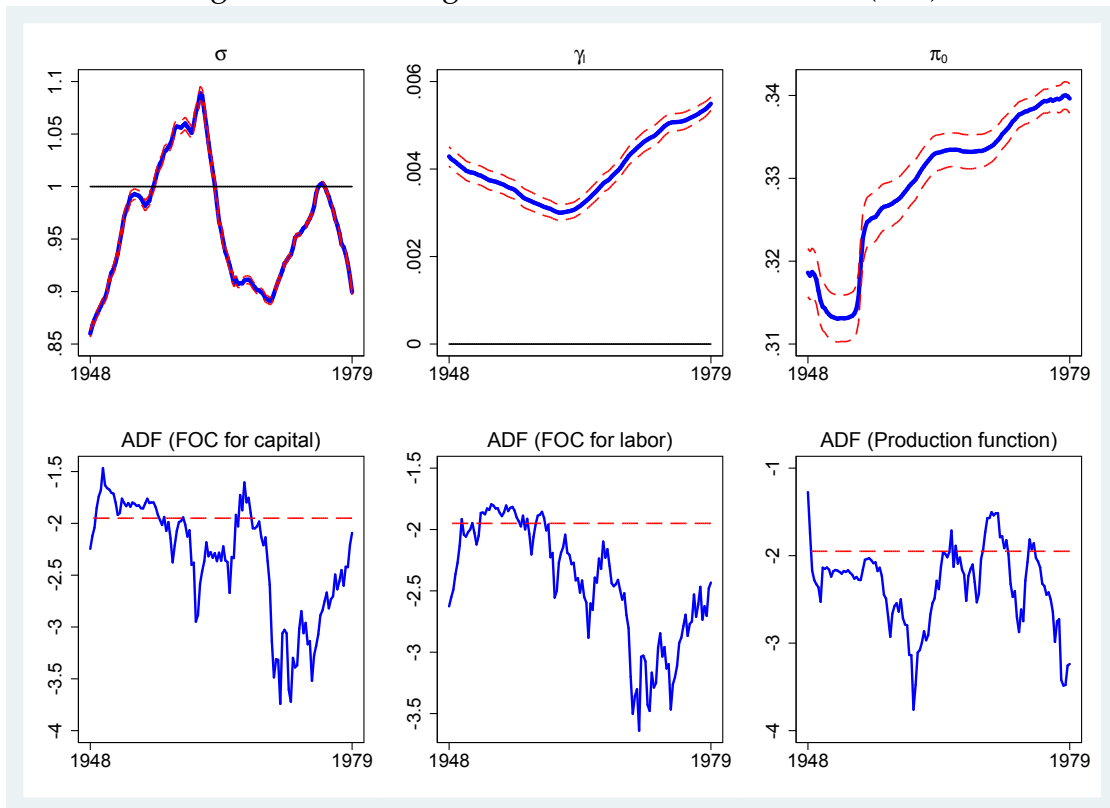 σ γl π0
1.1 .006 .34
1.05
1 .004 .33
.95
.9 .002 .32
.85 0 .31
1948 1979 1948 1979 1948 1979
ADF (FOC for capital) ADF (FOC for labor) ADF (Production function)
-1.5 -1.5 -1
-2 -2 -2
-2.5 -2.5
-3 -3 -3
-3.5 -3.5
-4 -4
1948 1979 1948 1979 1948 1979